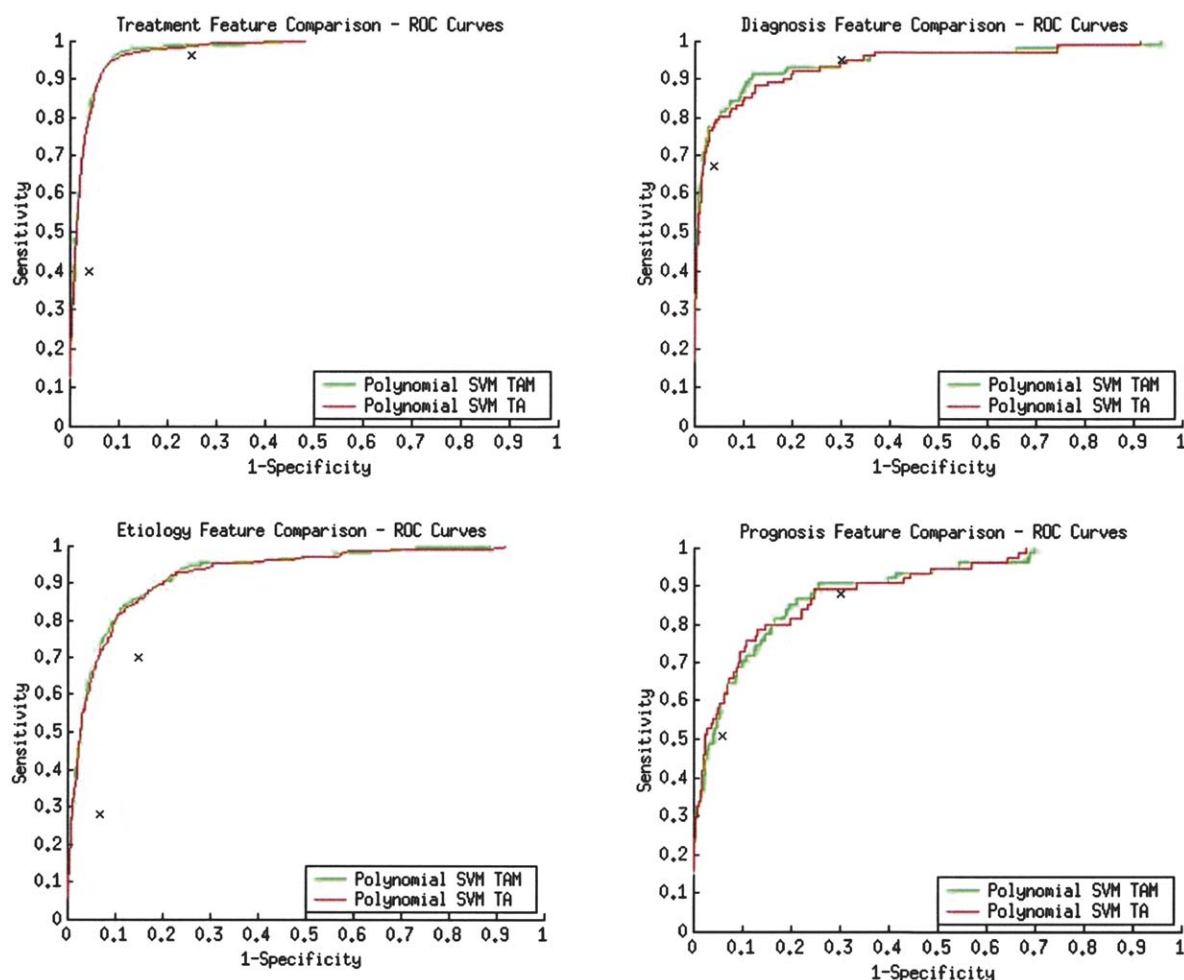 Treatment Feature Comparison - ROC Curves
1
0.9
0.8
0.7
0.6
0.5
0.4
0.3
0.2
0.1
0
Sensitivity
0 0.1 0.2 0.3 0.4 0.5 0.6 0.7 0.8 0.9 1
1-Specificity
Polynomial SVM TAM
Polynomial SVM TA
Diagnosis Feature Comparison - ROC Curves
1
0.9
0.8
0.7
0.6
0.5
0.4
0.3
0.2
0.1
0
Sensitivity
0 0.1 0.2 0.3 0.4 0.5 0.6 0.7 0.8 0.9 1
1-Specificity
Polynomial SVM TAM
Polynomial SVM TA
Etiology Feature Comparison - ROC Curves
1
0.9
0.8
0.7
0.6
0.5
0.4
0.3
0.2
0.1
0
Sensitivity
0 0.1 0.2 0.3 0.4 0.5 0.6 0.7 0.8 0.9 1
1-Specificity
Polynomial SVM TAM
Polynomial SVM TA
Prognosis Feature Comparison - ROC Curves
1
0.9
0.8
0.7
0.6
0.5
0.4
0.3
0.2
0.1
0
Sensitivity
0 0.1 0.2 0.3 0.4 0.5 0.6 0.7 0.8 0.9 1
1-Specificity
Polynomial SVM TAM
Polynomial SVM TA